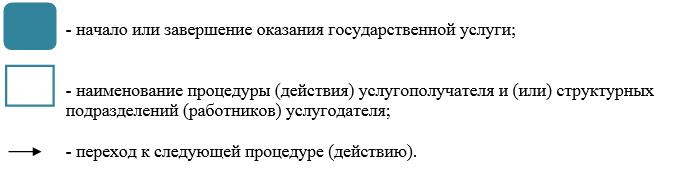 - начало или завершение оказания государственной услуги;
- наименование процедуры (действия) услугополучателя и (или) структурных
подразделений (работников) услугодателя;
- переход к следующей процедуре (действию).